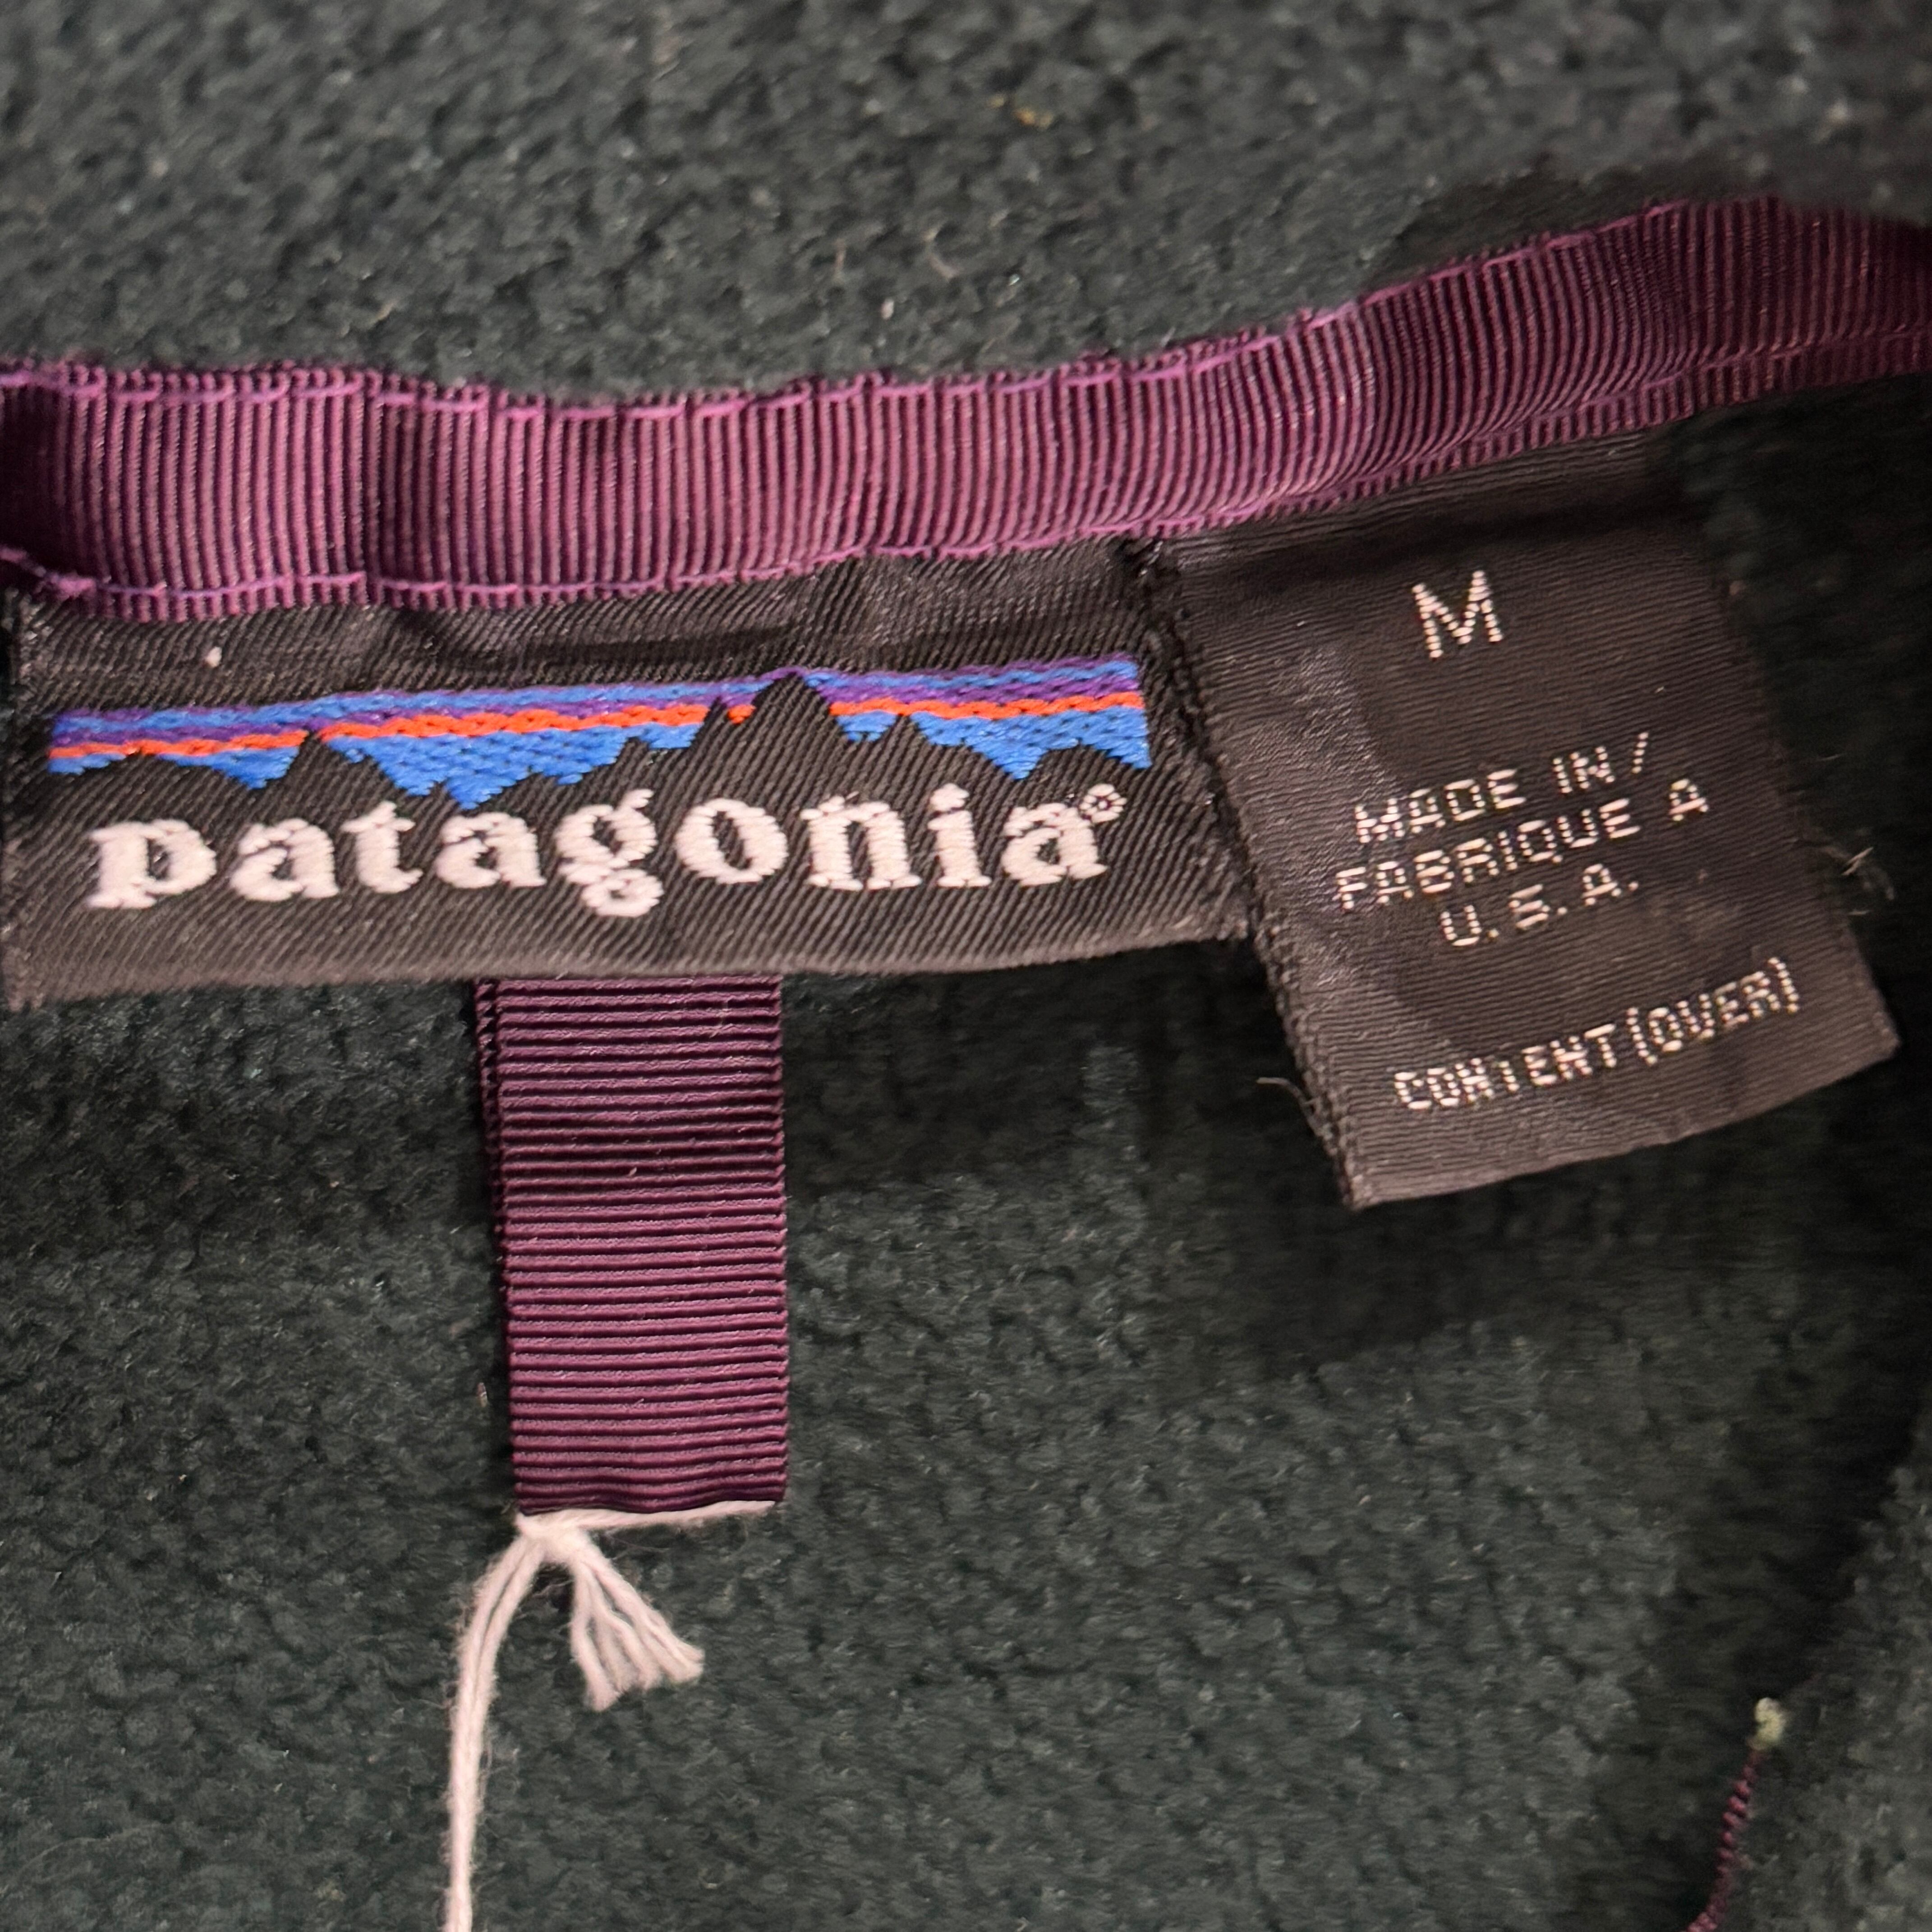 patagonia®
M
MADE IN /
FABRIQUE A
U.S.A.
CONTENT (OVER)